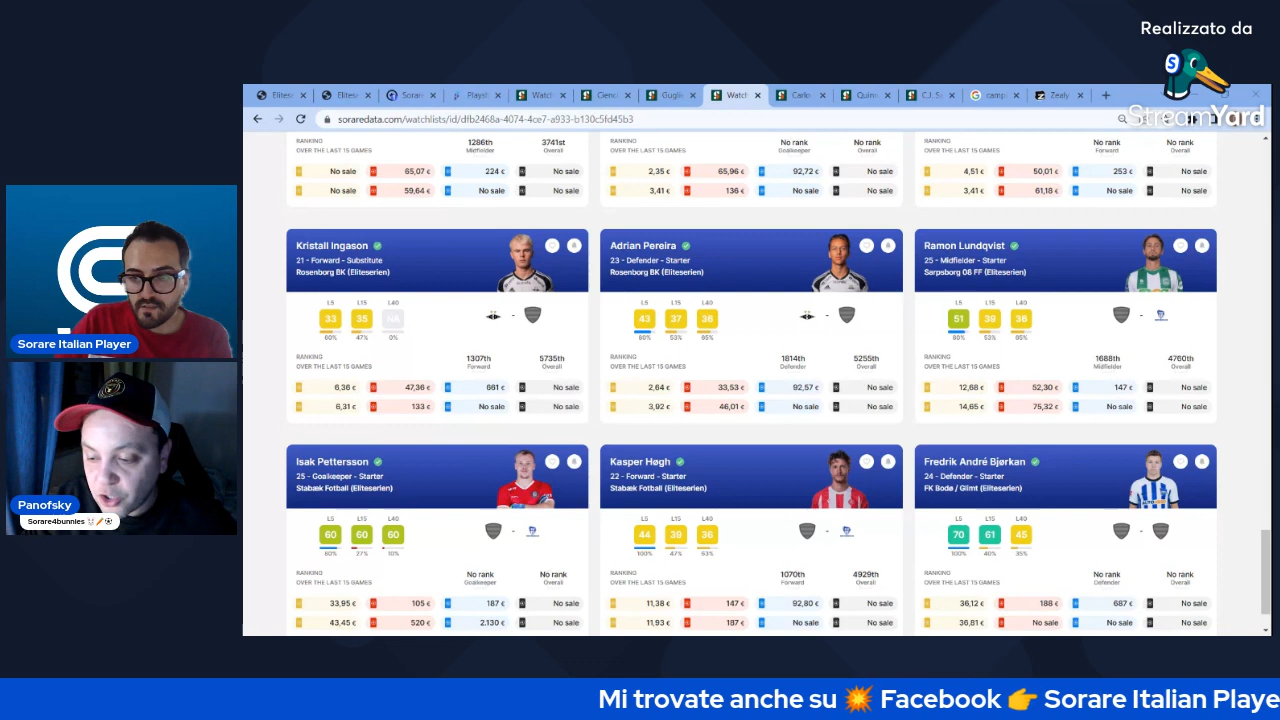 Realizzato da
StreamYard
Elitese
Elitese
Sorare
Playst
Watch
Cienc
Gugli
Watch
Carlo
Quinn
C.J. S
camp
Zealy
soraredata.com/watchlists/id/dfb2468a-4074-4ce7-a933-b130c5fd45b3
RANKING
OVER THE LAST 15 GAMES
1286th
Midfielder
3741st
Overall
No sale
65,07 €
224 €
No sale
No sale
59,64 €
No sale
No sale
RANKING
OVER THE LAST 15 GAMES
No rank
Goalkeeper
No rank
Overall
2,35 €
65,96 €
92,72 €
No sale
3,41 €
136 €
No sale
No sale
RANKING
OVER THE LAST 15 GAMES
No rank
Forward
No rank
Overall
4,51 €
50,01 €
253 €
No sale
3,41 €
61,18 €
No sale
No sale
Kristall Ingason
21 - Forward - Substitute
Rosenborg BK (Eliteserien)
L5 L15 L40
33 35 NA
60% 47% 0%
RANKING
OVER THE LAST 15 GAMES
1307th
Forward
5735th
Overall
6,36 €
47,36 €
661 €
No sale
6,31 €
133 €
No sale
No sale
Adrian Pereira
23 - Defender - Starter
Rosenborg BK (Eliteserien)
L5 L15 L40
43 37 36
80% 53% 65%
RANKING
OVER THE LAST 15 GAMES
1814th
Defender
5255th
Overall
2,64 €
33,53 €
92,57 €
No sale
3,92 €
46,01 €
No sale
No sale
Ramon Lundqvist
25 - Midfielder - Starter
Sarpsborg 08 FF (Eliteserien)
L5 L15 L40
51 39 36
80% 53% 65%
RANKING
OVER THE LAST 15 GAMES
1688th
Midfielder
4760th
Overall
12,68 €
52,30 €
147 €
No sale
14,65 €
75,32 €
No sale
No sale
Isak Pettersson
25 - Goalkeeper - Starter
Stabæk Fotball (Eliteserien)
L5 L15 L40
60 60 60
80% 27% 10%
RANKING
OVER THE LAST 15 GAMES
No rank
Goalkeeper
No rank
Overall
33,95 €
105 €
187 €
No sale
43,45 €
520 €
2.130 €
No sale
Kasper Høgh
22 - Forward - Starter
Stabæk Fotball (Eliteserien)
L5 L15 L40
44 39 36
100% 47% 63%
RANKING
OVER THE LAST 15 GAMES
1070th
Forward
4929th
Overall
11,38 €
147 €
92,80 €
No sale
11,93 €
187 €
No sale
No sale
Fredrik André Bjørkan
24 - Defender - Starter
FK Bodø / Glimt (Eliteserien)
L5 L15 L40
70 61 45
100% 40% 35%
RANKING
OVER THE LAST 15 GAMES
No rank
Defender
No rank
Overall
36,12 €
188 €
687 €
No sale
36,81 €
No sale
No sale
No sale
Sorare Italian Player
Panofsky
Sorare4bunnies 🐰🥕⚽
Mi trovate anche su 💥 Facebook 👉 Sorare Italian Playe